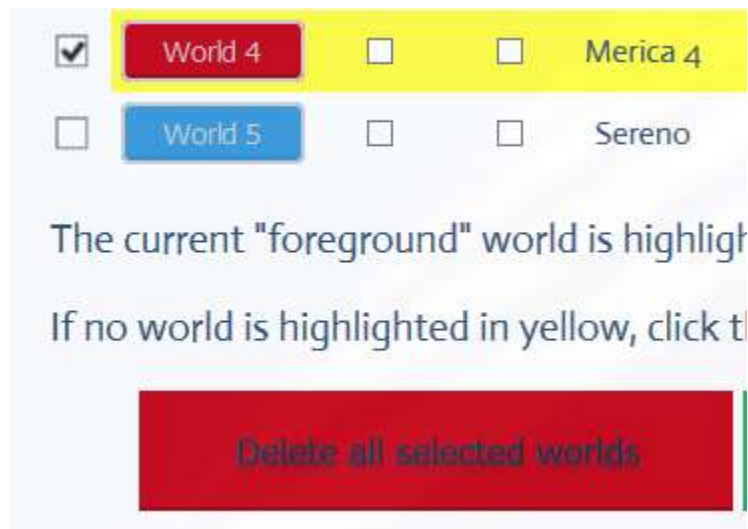 World 4 Merica 4
World 5 Sereno
The current "foreground" world is highligh
If no world is highlighted in yellow, click t
Delete all selected worlds